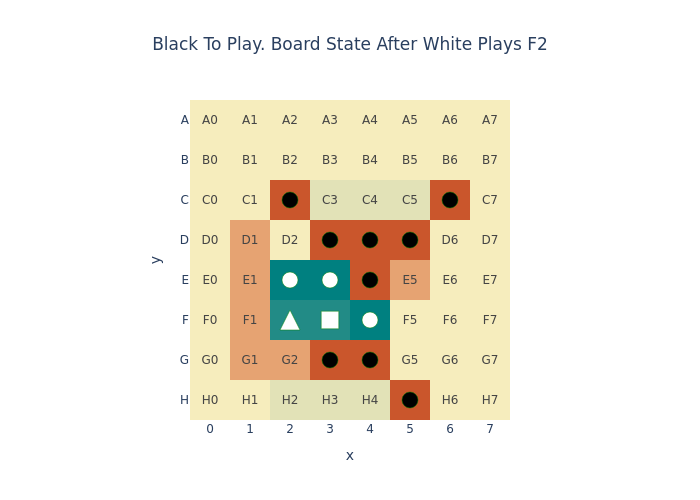 Black To Play. Board State After White Plays F2
A A0 A1 A2 A3 A4 A5 A6 A7
B B0 B1 B2 B3 B4 B5 B6 B7
C C0 C1 C3 C4 C5 C7
D D0 D1 D2 D6 D7
y
E E0 E1 E5 E6 E7
F F0 F1 F5 F6 F7
G G0 G1 G2 G5 G6 G7
H H0 H1 H2 H3 H4 H6 H7
0 1 2 3 4 5 6 7
x